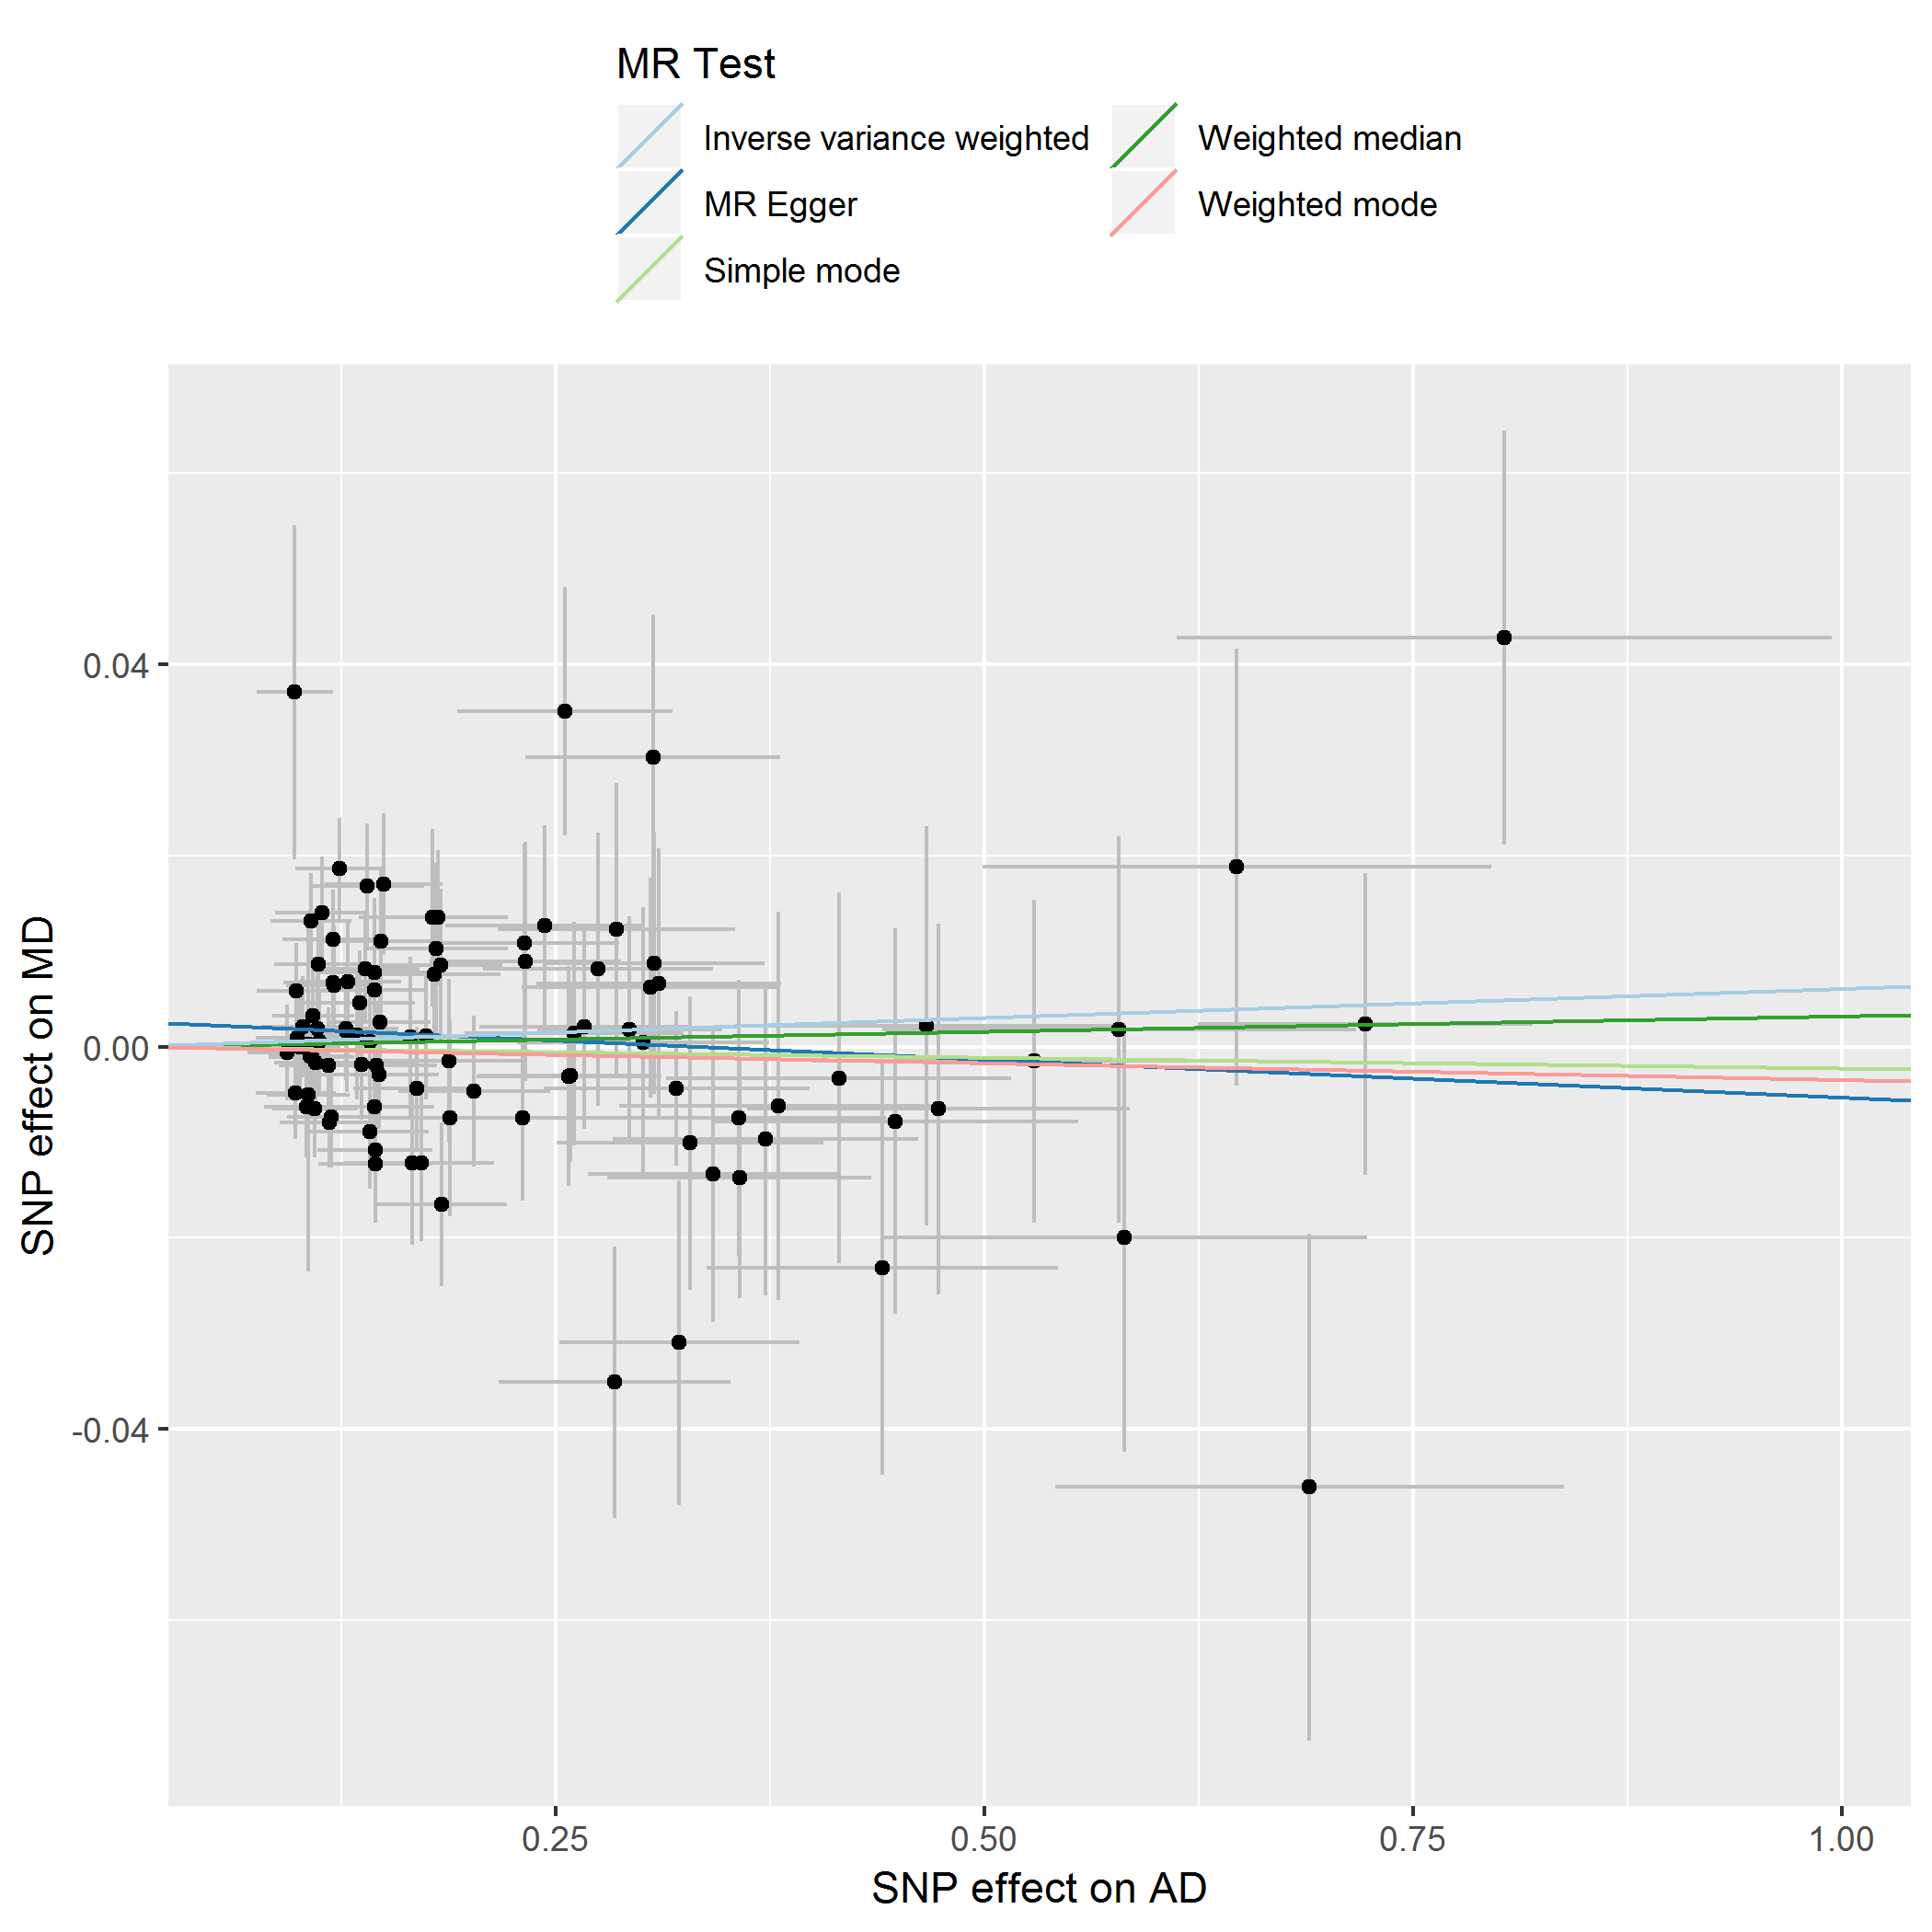 MR Test
Inverse variance weighted
Weighted median
MR Egger
Weighted mode
Simple mode
0.04
0.00
-0.04
SNP effect on MD
0.25
0.50
0.75
1.00
SNP effect on AD